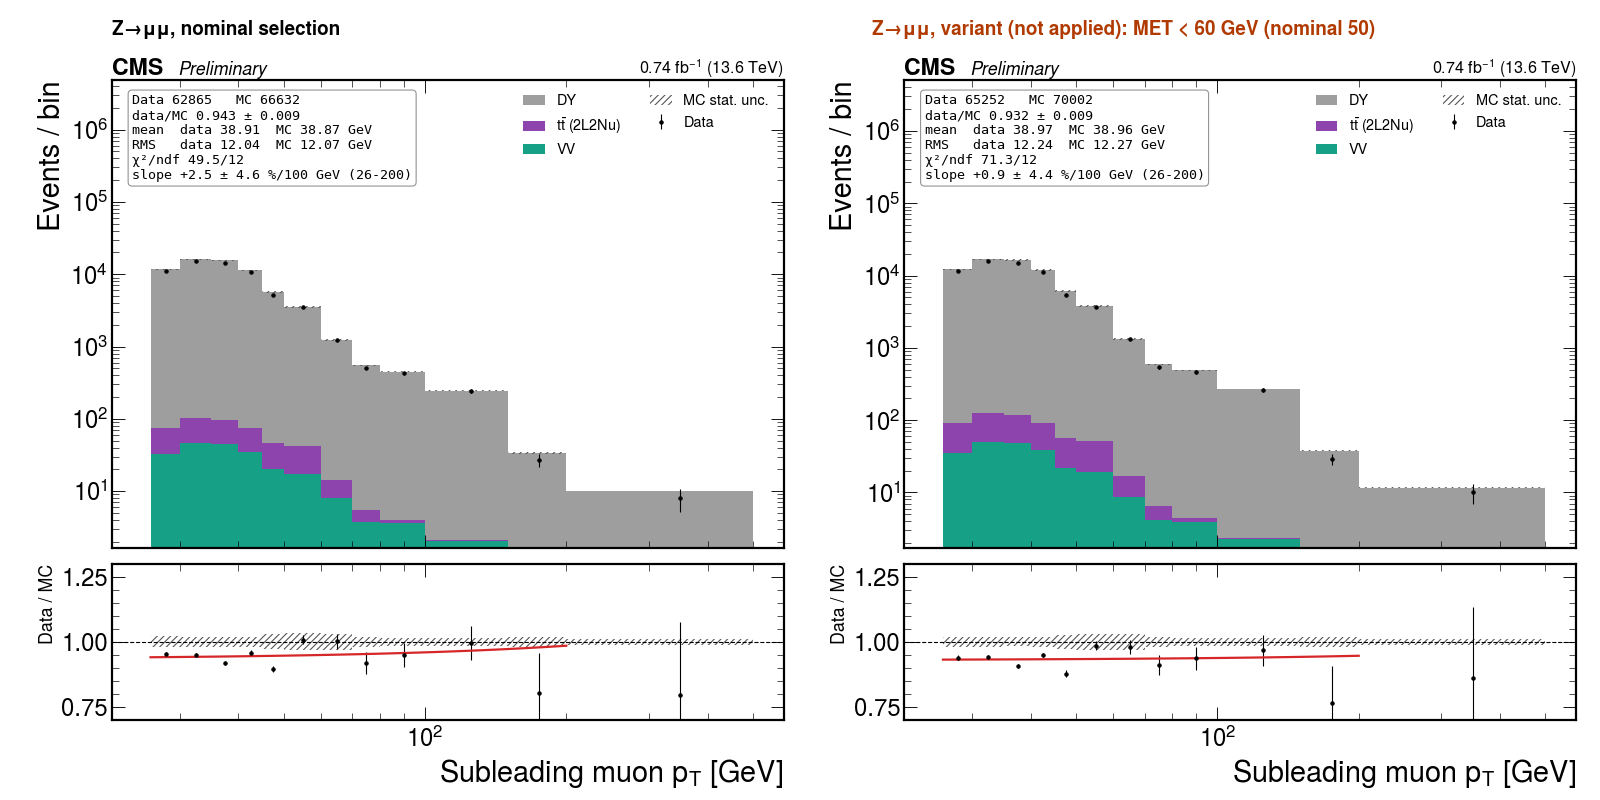 Z→μμ, nominal selection
CMS Preliminary 0.74 fb⁻¹ (13.6 TeV)
Data 62865 MC 66632
data/MC 0.943 ± 0.009
mean data 38.91 MC 38.87 GeV
RMS data 12.04 MC 12.07 GeV
χ²/ndf 49.5/12
slope +2.5 ± 4.6 %/100 GeV (26-200)
DY
tt̄ (2L2Nu)
VV
MC stat. unc.
Data
Events / bin
10⁶
10⁵
10⁴
10³
10²
10¹
Data / MC
1.25
1.00
0.75
10²
Subleading muon p_T [GeV]
Z→μμ, variant (not applied): MET < 60 GeV (nominal 50)
CMS Preliminary 0.74 fb⁻¹ (13.6 TeV)
Data 65252 MC 70002
data/MC 0.932 ± 0.009
mean data 38.97 MC 38.96 GeV
RMS data 12.24 MC 12.27 GeV
χ²/ndf 71.3/12
slope +0.9 ± 4.4 %/100 GeV (26-200)
DY
tt̄ (2L2Nu)
VV
MC stat. unc.
Data
Events / bin
10⁶
10⁵
10⁴
10³
10²
10¹
Data / MC
1.25
1.00
0.75
10²
Subleading muon p_T [GeV]